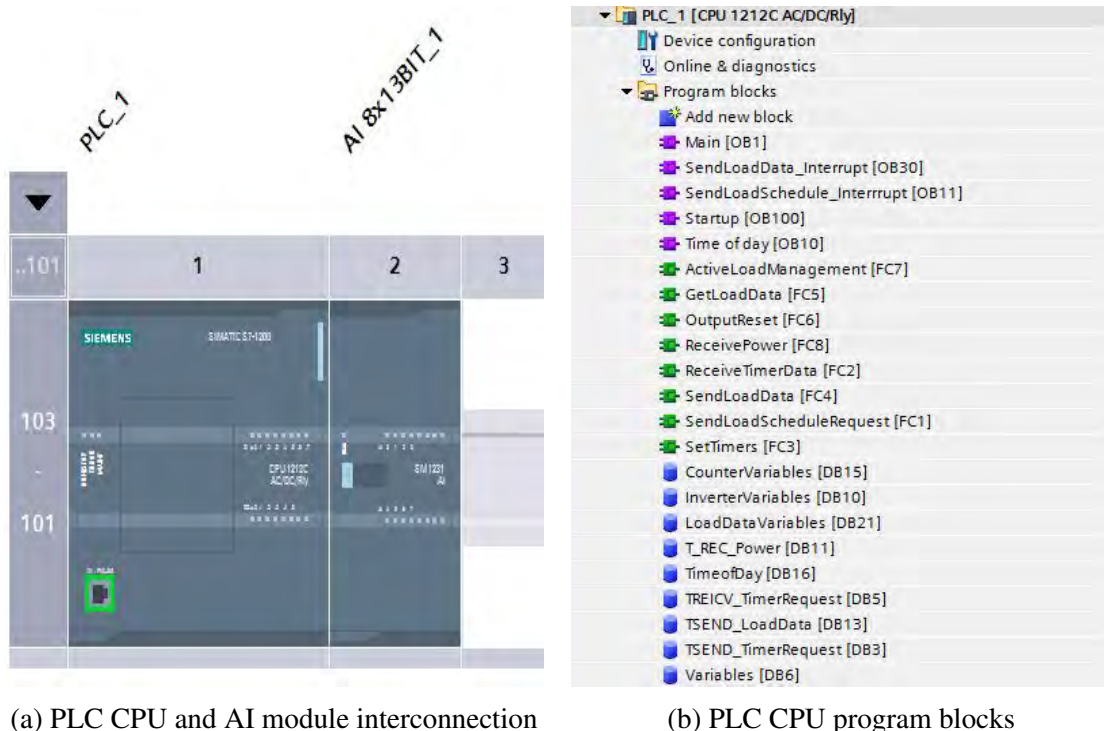 PLC_1
AI 8x13BIT_1
..101
1
2
3
SIEMENS
SIMATIC S7-1200
103
CPU 1212C
AC/DC/Rly
SM 1231
AI
-
101
(a) PLC CPU and AI module interconnection
PLC_1 [CPU 1212C AC/DC/Rly]
Device configuration
Online & diagnostics
Program blocks
Add new block
Main [OB1]
SendLoadData_Interrupt [OB30]
SendLoadSchedule_Interrrupt [OB11]
Startup [OB100]
Time of day [OB10]
ActiveLoadManagement [FC7]
GetLoadData [FC5]
OutputReset [FC6]
ReceivePower [FC8]
ReceiveTimerData [FC2]
SendLoadData [FC4]
SendLoadScheduleRequest [FC1]
SetTimers [FC3]
CounterVariables [DB15]
InverterVariables [DB10]
LoadDataVariables [DB21]
T_REC_Power [DB11]
TimeofDay [DB16]
TREICV_TimerRequest [DB5]
TSEND_LoadData [DB13]
TSEND_TimerRequest [DB3]
Variables [DB6]
(b) PLC CPU program blocks